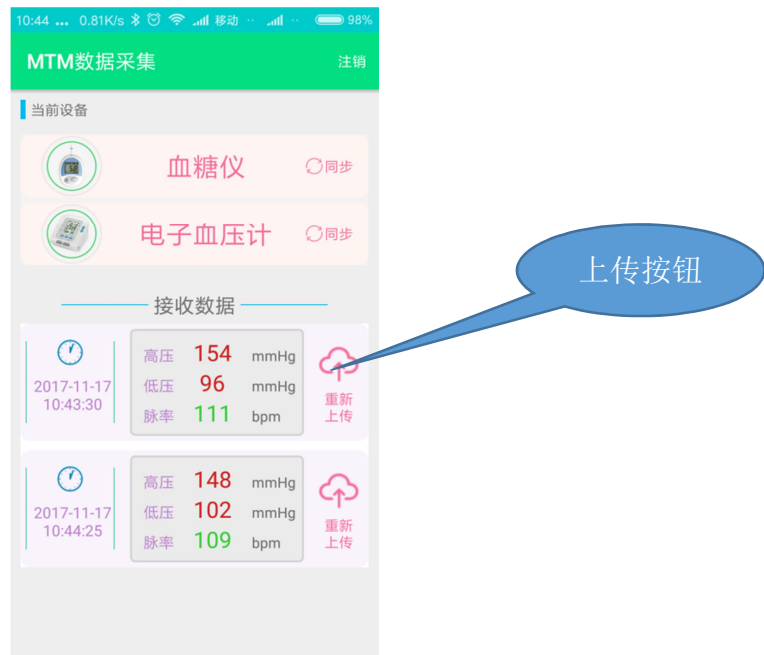 10:44 ... 0.81K/s 移动 ·· ·· 98%
MTM数据采集 注销
当前设备
血糖仪 同步
电子血压计 同步
上传按钮
接收数据
2017-11-17
10:43:30
高压 154 mmHg
低压 96 mmHg
脉率 111 bpm
重新
上传
2017-11-17
10:44:25
高压 148 mmHg
低压 102 mmHg
脉率 109 bpm
重新
上传